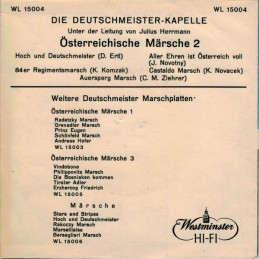 WL 15004 WL 15004
DIE DEUTSCHMEISTER-KAPELLE
Unter der Leitung von Julius Herrmann
Österreichische Märsche 2
Hoch und Deutschmeister (D. Ertl)
Aller Ehren ist Österreich voll
(J. Novotny)
84er Regimentsmarsch (K. Komzak)
Castaldo Marsch (K. Novacek)
Auersperg Marsch (C. M. Ziehrer)
Weitere Deutschmeister Marschplatten:
Österreichische Märsche 1
Radetzky Marsch
Grenadier Marsch
Prinz Eugen
Schönfeld Marsch
Andreas Hofer
WL 15003
Österreichische Märsche 3
Vindobona
Philippovits Marsch
Die Bosniaken kommen
Tiroler Adler
Erzherzog Friedrich
WL 15005
Märsche
Stars and Stripes
Hoch und Deutschmeister
Rakoczy Marsch
Marseillaise
Bersaglieri Marsch
WL 15006
Westminster
HI-FI